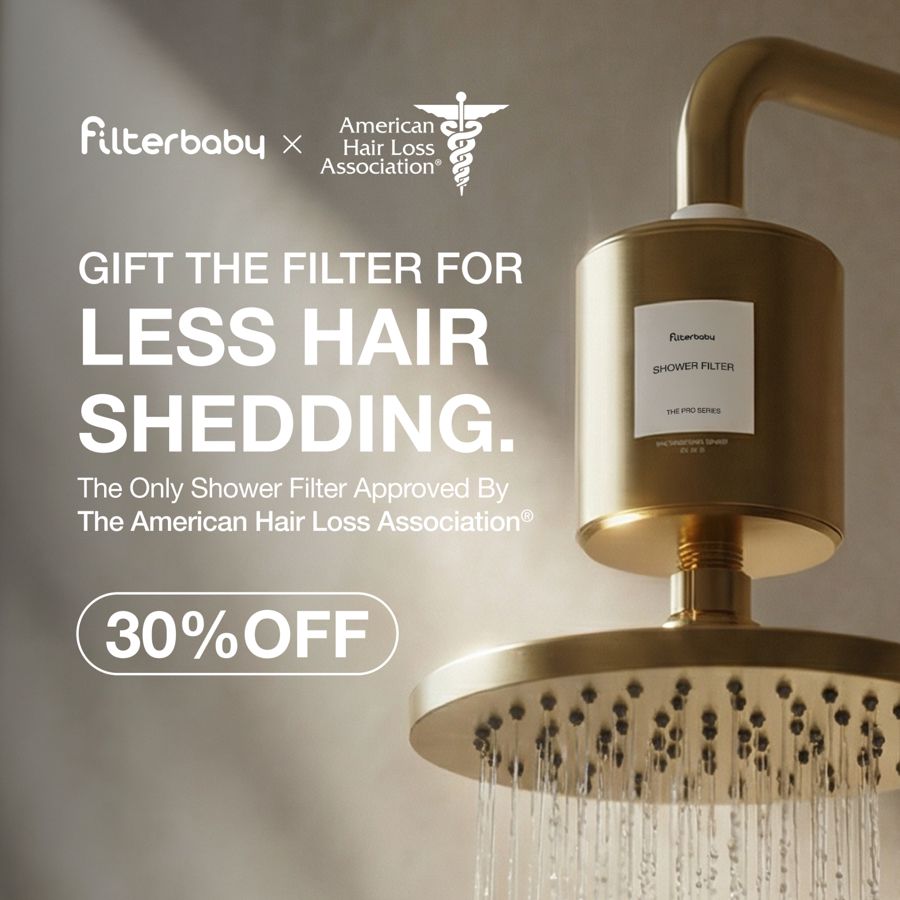 filterbaby × American Hair Loss Association®
GIFT THE FILTER FOR
LESS HAIR
SHEDDING.
The Only Shower Filter Approved By
The American Hair Loss Association®
30% OFF
filterbaby
SHOWER FILTER
THE PRO SERIES